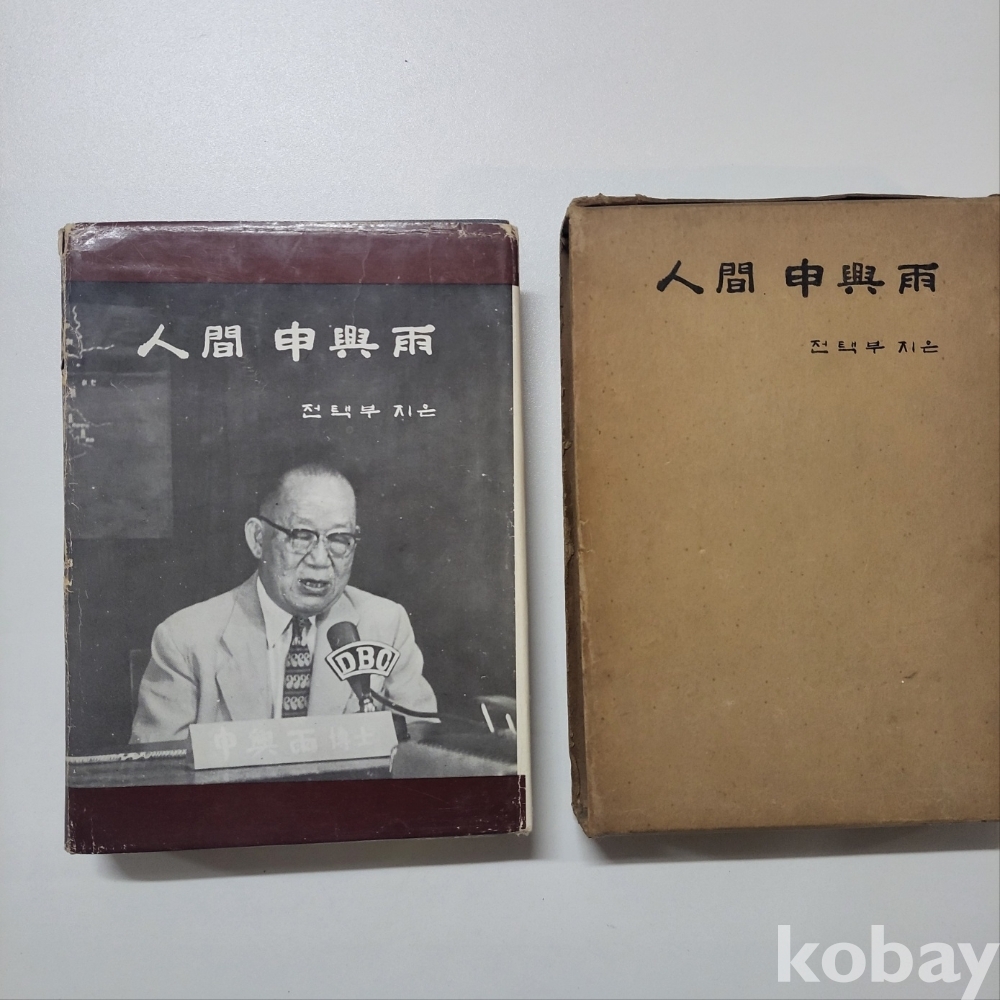 人間 申興雨
전택부 지은
DBC
申興雨
人間 申興雨
전택부 지은
kobay